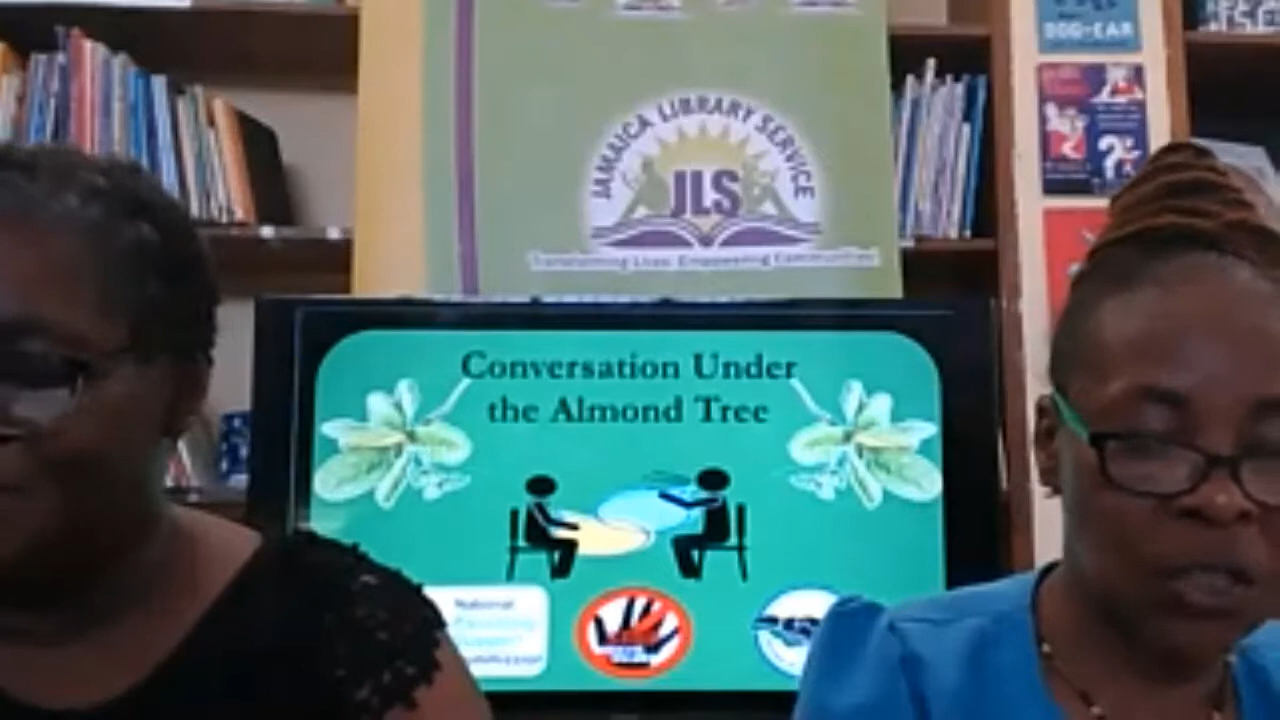 DOG-EAR
JAMAICA LIBRARY SERVICE
JLS
Transforming Lives Empowering Communities
Conversation Under
the Almond Tree
National